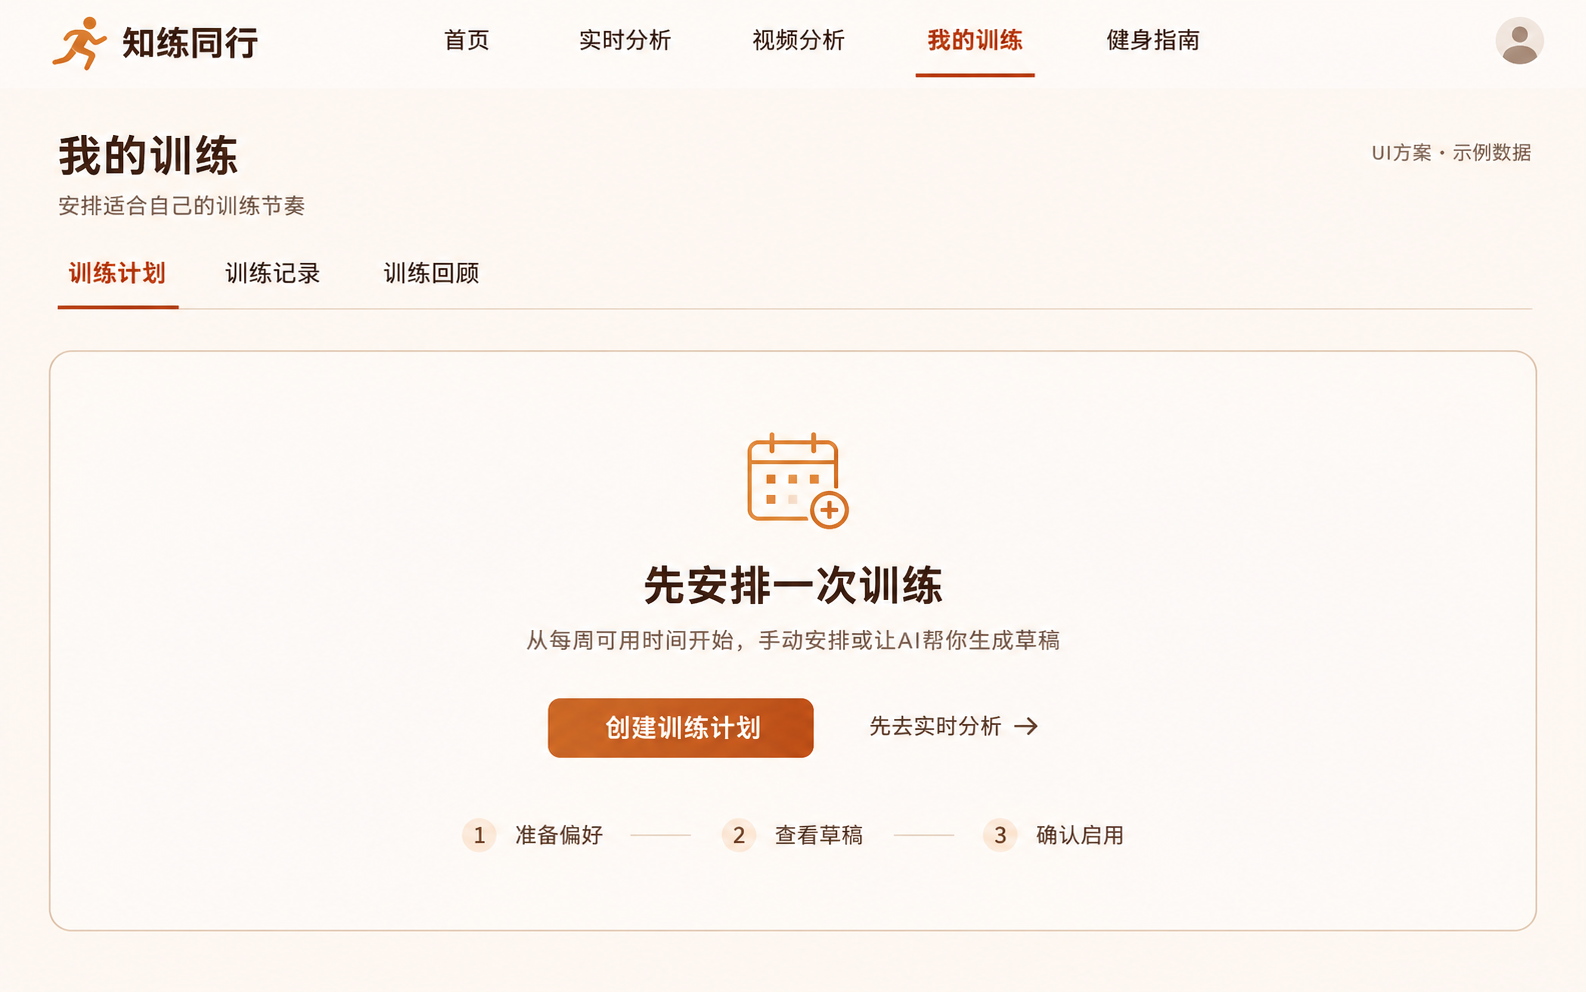 知练同行
首页 实时分析 视频分析 我的训练 健身指南
我的训练
UI方案·示例数据
安排适合自己的训练节奏
训练计划 训练记录 训练回顾
先安排一次训练
从每周可用时间开始，手动安排或让AI帮你生成草稿
创建训练计划 先去实时分析 →
1 准备偏好 2 查看草稿 3 确认启用